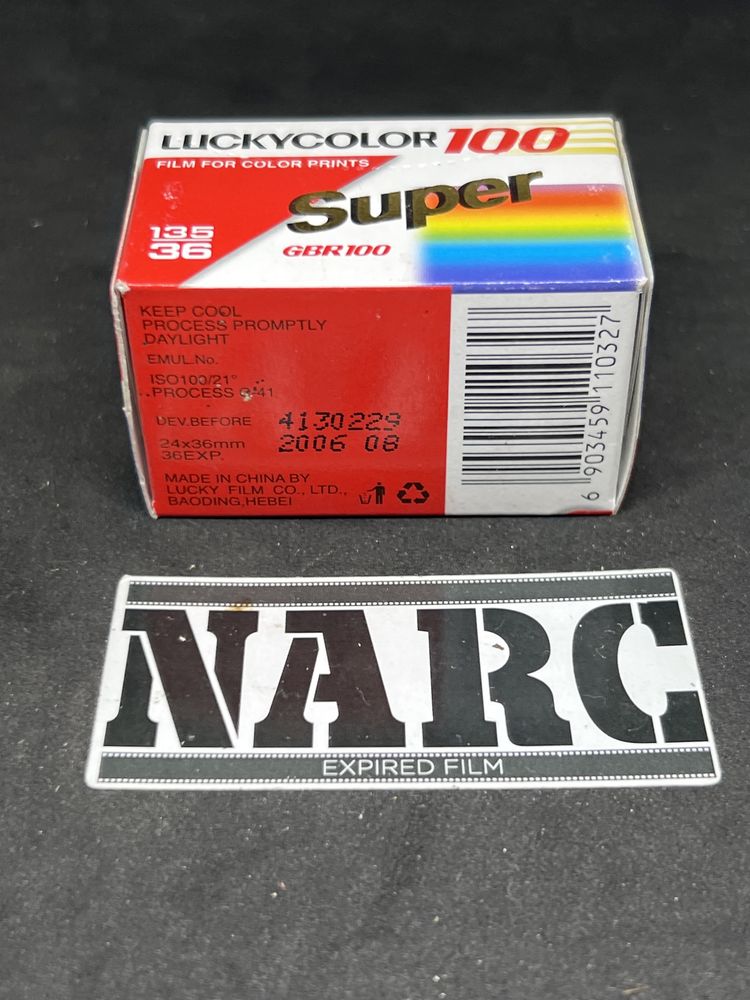 LUCKYCOLOR 100
FILM FOR COLOR PRINTS
Super
135
36
GBR100
KEEP COOL
PROCESS PROMPTLY
DAYLIGHT
EMUL.No.
ISO100/21°
PROCESS C-41
DEV.BEFORE
4130229
2006 08
24x36mm
36EXP.
MADE IN CHINA BY
LUCKY FILM CO., LTD.,
BAODING,HEBEI
6 903459 110327
NARC
EXPIRED FILM